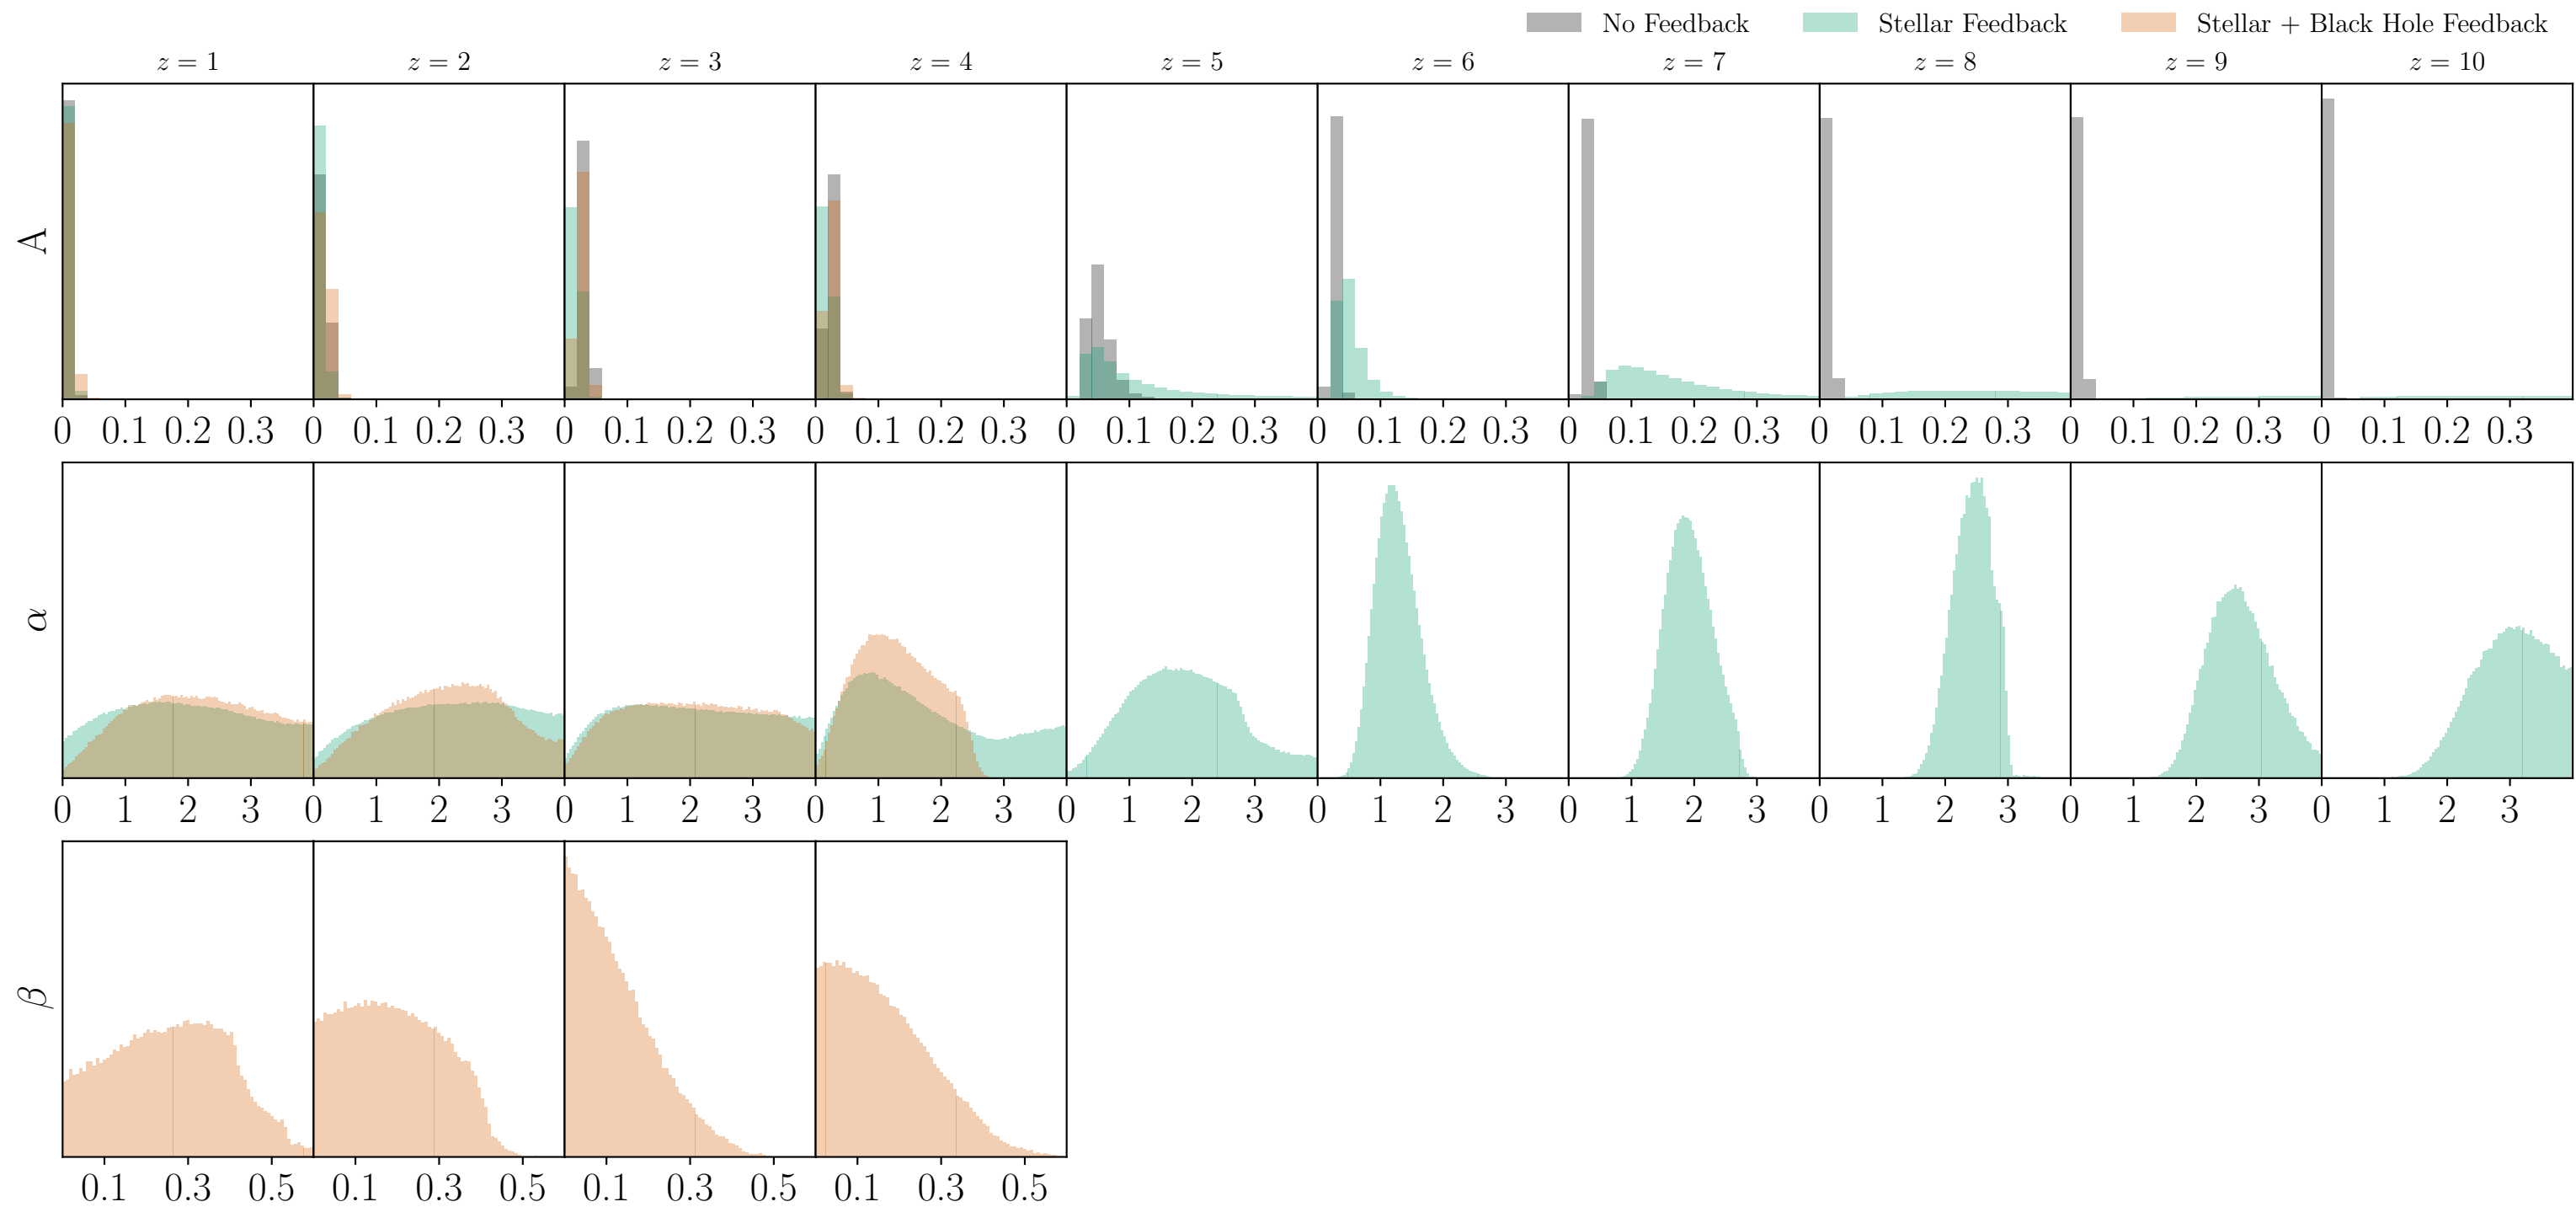 No Feedback Stellar Feedback Stellar + Black Hole Feedback
z = 1 z = 2 z = 3 z = 4 z = 5 z = 6 z = 7 z = 8 z = 9 z = 10
A
0 0.1 0.2 0.3 0 0.1 0.2 0.3 0 0.1 0.2 0.3 0 0.1 0.2 0.3 0 0.1 0.2 0.3 0 0.1 0.2 0.3 0 0.1 0.2 0.3 0 0.1 0.2 0.3 0 0.1 0.2 0.3 0 0.1 0.2 0.3
α
0 1 2 3 0 1 2 3 0 1 2 3 0 1 2 3 0 1 2 3 0 1 2 3 0 1 2 3 0 1 2 3 0 1 2 3 0 1 2 3
β
0.1 0.3 0.5 0.1 0.3 0.5 0.1 0.3 0.5 0.1 0.3 0.5